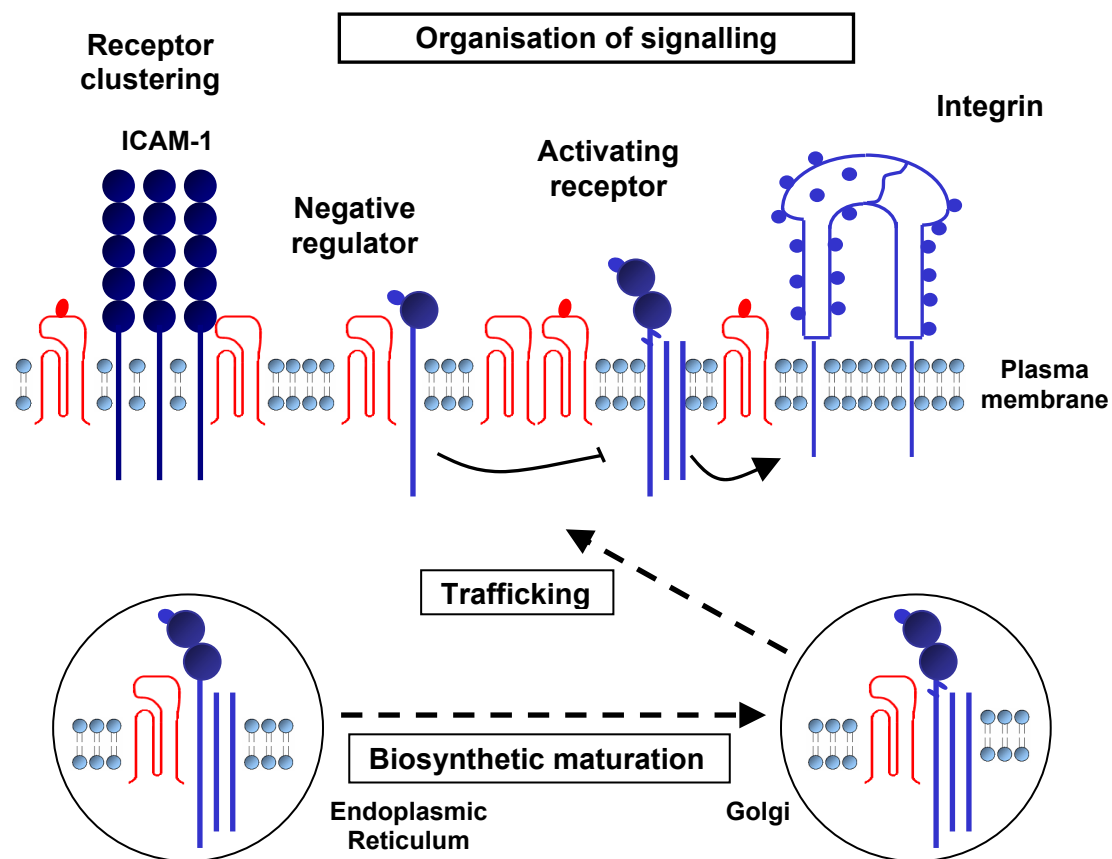 Organisation of signalling
Receptor
clustering
ICAM-1
Negative
regulator
Activating
receptor
Integrin
Plasma
membrane
Trafficking
Biosynthetic maturation
Endoplasmic
Reticulum
Golgi